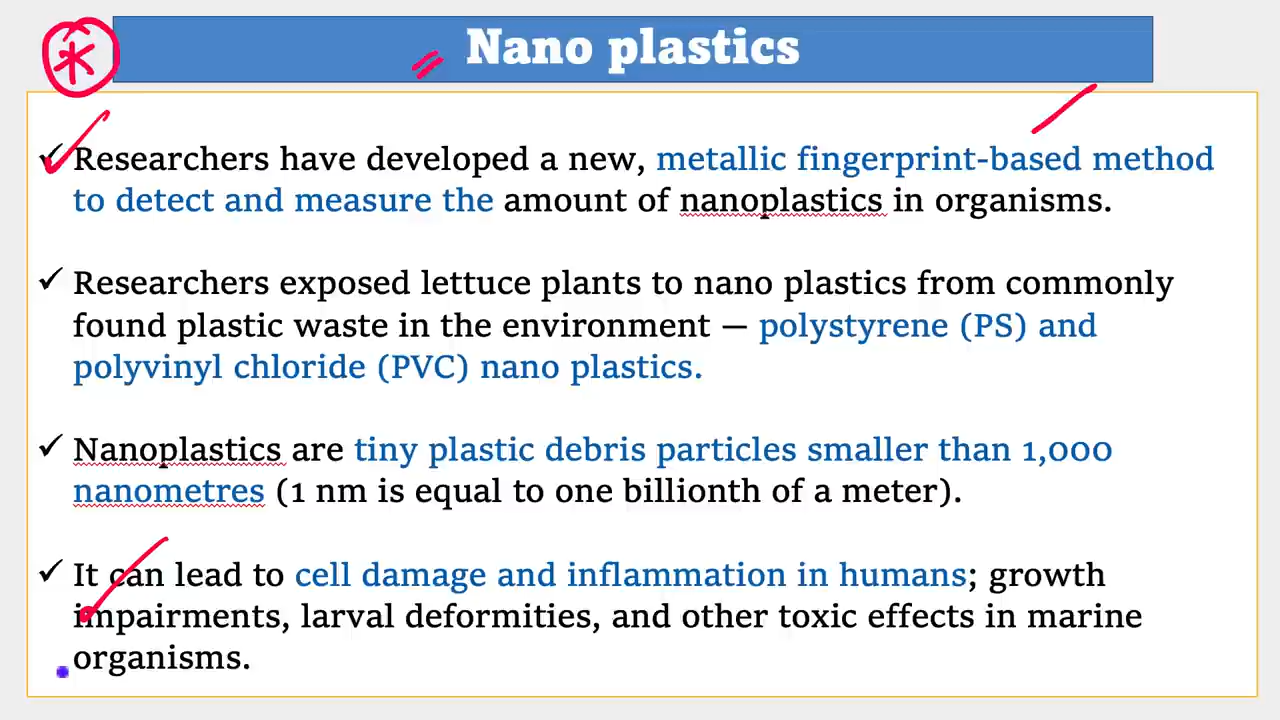 Nano plastics
✓ Researchers have developed a new, metallic fingerprint-based method
to detect and measure the amount of nanoplastics in organisms.
✓ Researchers exposed lettuce plants to nano plastics from commonly
found plastic waste in the environment — polystyrene (PS) and
polyvinyl chloride (PVC) nano plastics.
✓ Nanoplastics are tiny plastic debris particles smaller than 1,000
nanometres (1 nm is equal to one billionth of a meter).
✓ It can lead to cell damage and inflammation in humans; growth
impairments, larval deformities, and other toxic effects in marine
organisms.